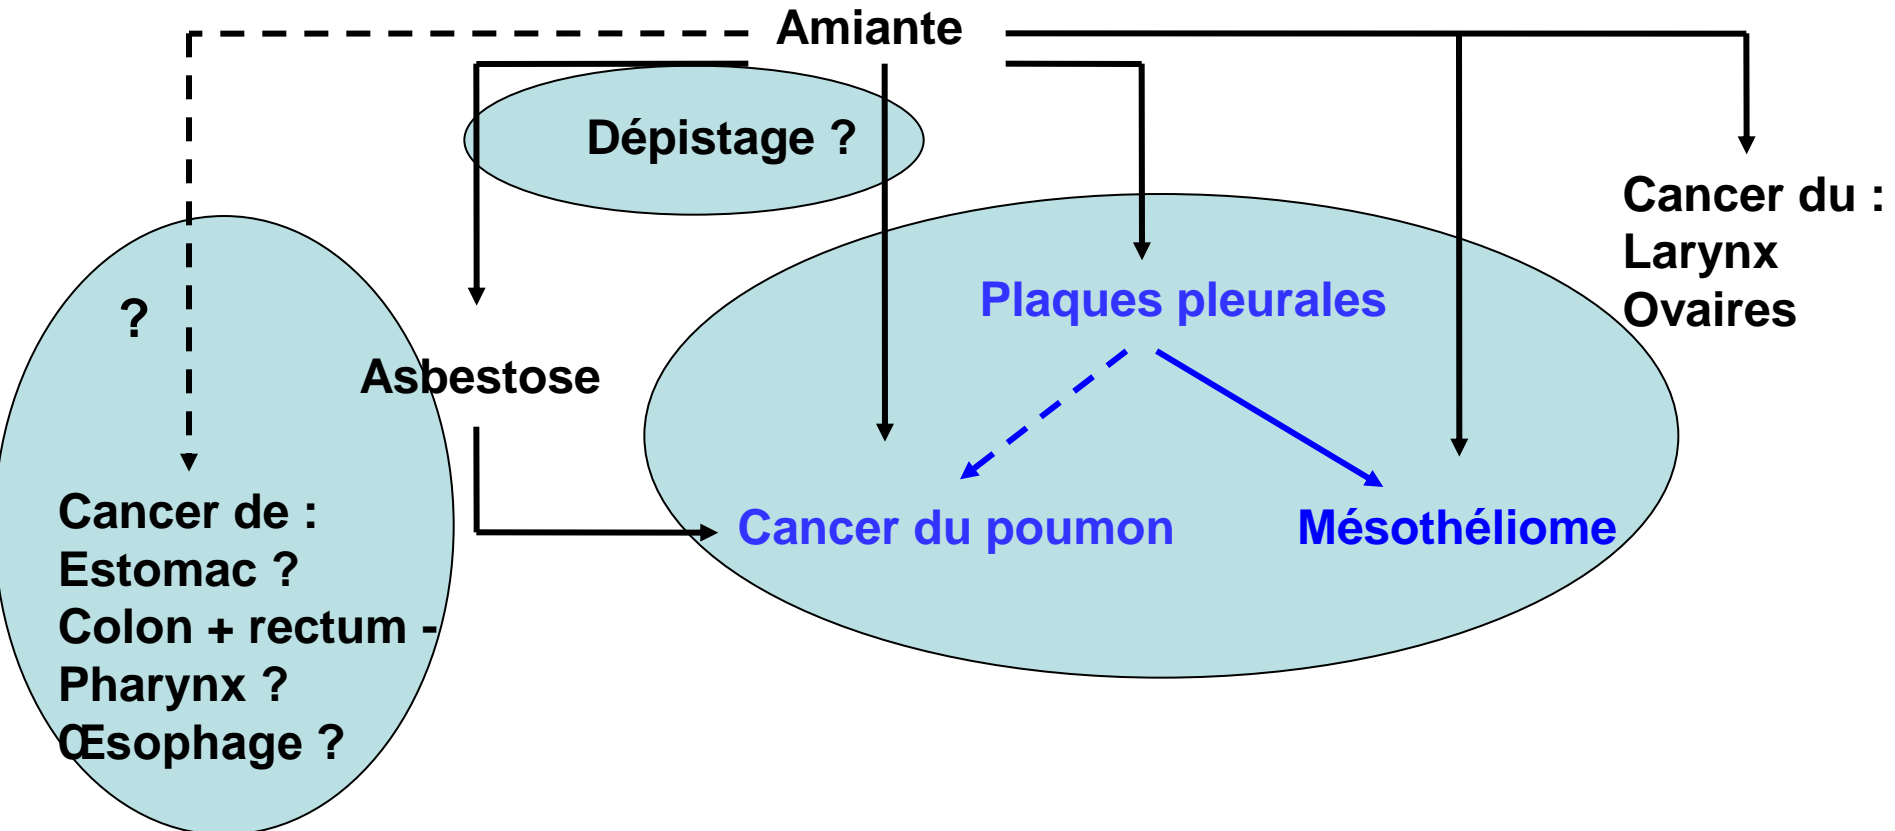 Amiante
Dépistage ?
Cancer du :
Larynx
Ovaires
Plaques pleurales
?
Asbestose
Cancer du poumon
Mésothéliome
Cancer de :
Estomac ?
Colon + rectum -
Pharynx ?
Œsophage ?